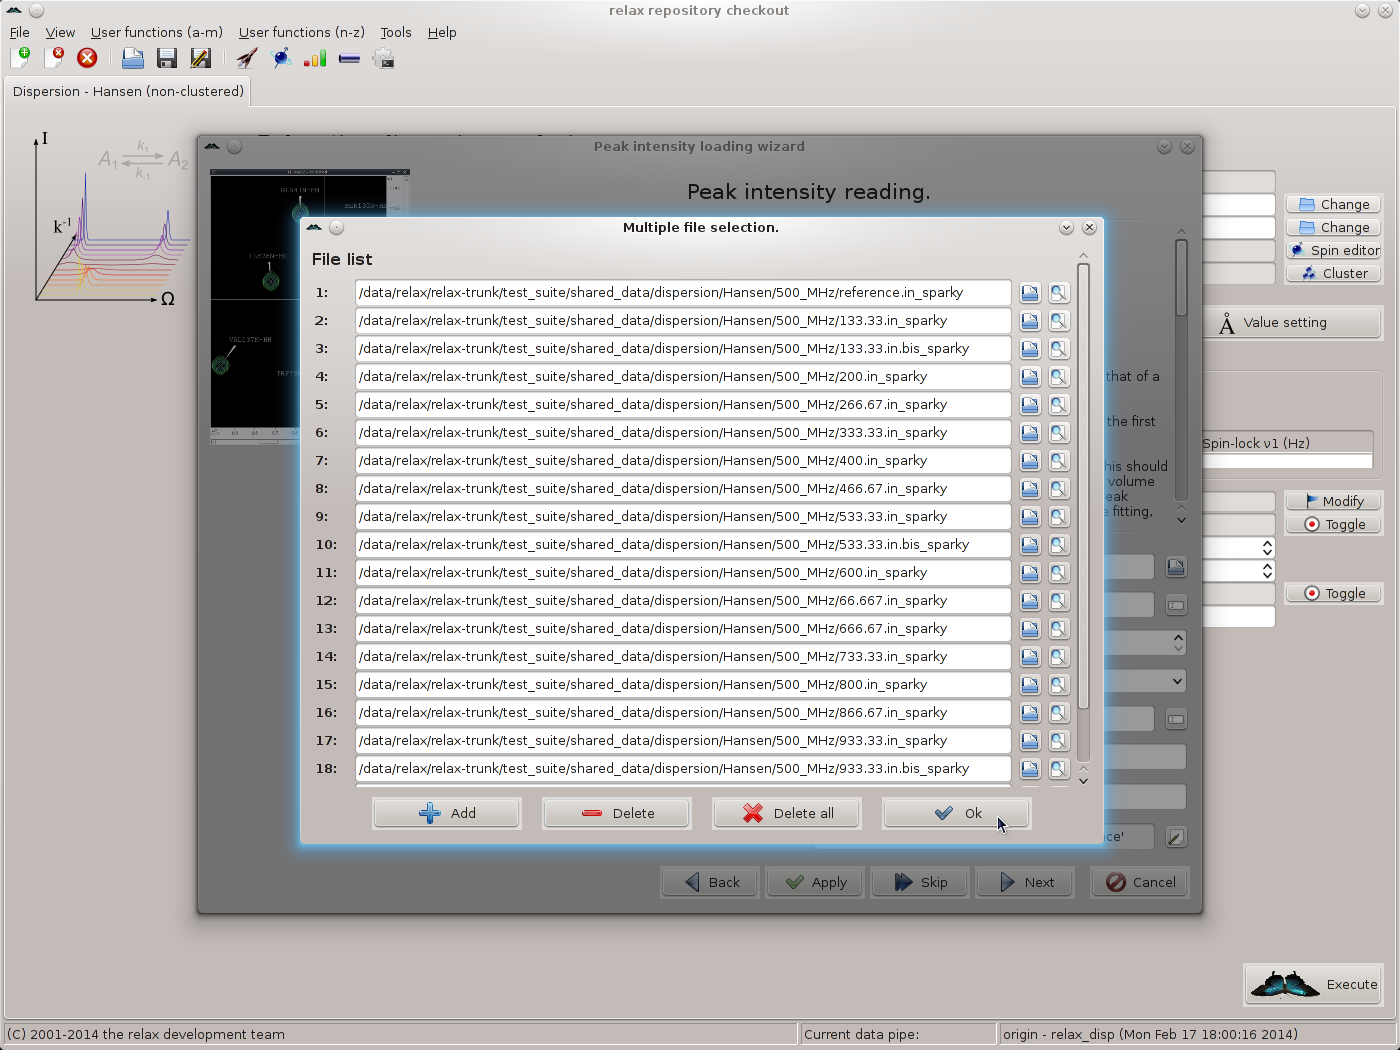 relax repository checkout
File View User functions (a-m) User functions (n-z) Tools Help
Dispersion - Hansen (non-clustered)
I
A1 k1 A2
k-1
k-1
Ω
Peak intensity loading wizard
Peak intensity reading.
GLN41N-HN
VAL137N-HN
Multiple file selection.
File list
1: /data/relax/relax-trunk/test_suite/shared_data/dispersion/Hansen/500_MHz/reference.in_sparky
2: /data/relax/relax-trunk/test_suite/shared_data/dispersion/Hansen/500_MHz/133.33.in_sparky
3: /data/relax/relax-trunk/test_suite/shared_data/dispersion/Hansen/500_MHz/133.33.in.bis_sparky
4: /data/relax/relax-trunk/test_suite/shared_data/dispersion/Hansen/500_MHz/200.in_sparky
5: /data/relax/relax-trunk/test_suite/shared_data/dispersion/Hansen/500_MHz/266.67.in_sparky
6: /data/relax/relax-trunk/test_suite/shared_data/dispersion/Hansen/500_MHz/333.33.in_sparky
7: /data/relax/relax-trunk/test_suite/shared_data/dispersion/Hansen/500_MHz/400.in_sparky
8: /data/relax/relax-trunk/test_suite/shared_data/dispersion/Hansen/500_MHz/466.67.in_sparky
9: /data/relax/relax-trunk/test_suite/shared_data/dispersion/Hansen/500_MHz/533.33.in_sparky
10: /data/relax/relax-trunk/test_suite/shared_data/dispersion/Hansen/500_MHz/533.33.in.bis_sparky
11: /data/relax/relax-trunk/test_suite/shared_data/dispersion/Hansen/500_MHz/600.in_sparky
12: /data/relax/relax-trunk/test_suite/shared_data/dispersion/Hansen/500_MHz/66.667.in_sparky
13: /data/relax/relax-trunk/test_suite/shared_data/dispersion/Hansen/500_MHz/666.67.in_sparky
14: /data/relax/relax-trunk/test_suite/shared_data/dispersion/Hansen/500_MHz/733.33.in_sparky
15: /data/relax/relax-trunk/test_suite/shared_data/dispersion/Hansen/500_MHz/800.in_sparky
16: /data/relax/relax-trunk/test_suite/shared_data/dispersion/Hansen/500_MHz/866.67.in_sparky
17: /data/relax/relax-trunk/test_suite/shared_data/dispersion/Hansen/500_MHz/933.33.in_sparky
18: /data/relax/relax-trunk/test_suite/shared_data/dispersion/Hansen/500_MHz/933.33.in.bis_sparky
Add Delete Delete all Ok
that of a
the first
his should
volume
eak
fitting,
ce'
Back Apply Skip Next Cancel
Change
Change
Spin editor
Cluster
Å Value setting
Spin-lock ν1 (Hz)
Modify
Toggle
Toggle
Execute
(C) 2001-2014 the relax development team
Current data pipe:
origin - relax_disp (Mon Feb 17 18:00:16 2014)